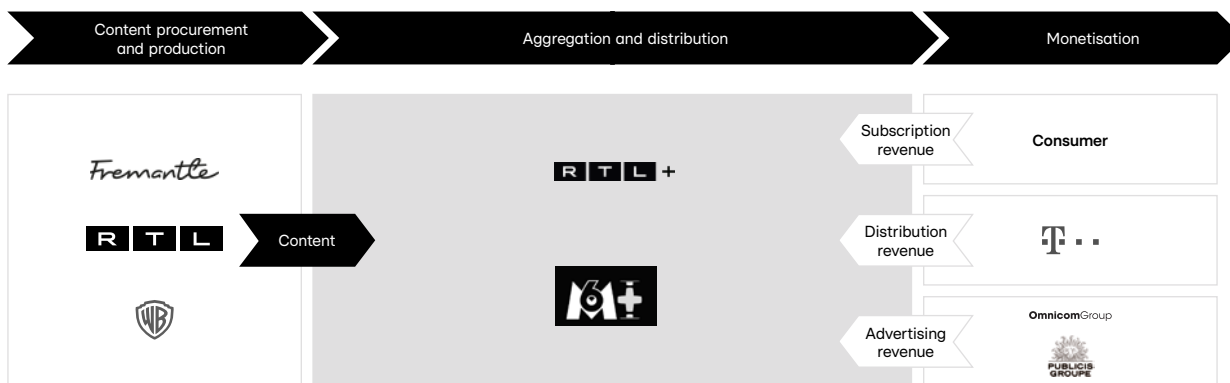 Content procurement
and production
Aggregation and distribution
Monetisation
Fremantle
RTL
WB
Content
RTL+
M6+
Subscription
revenue
Consumer
Distribution
revenue
T
Advertising
revenue
OmnicomGroup
PUBLICIS
GROUPE